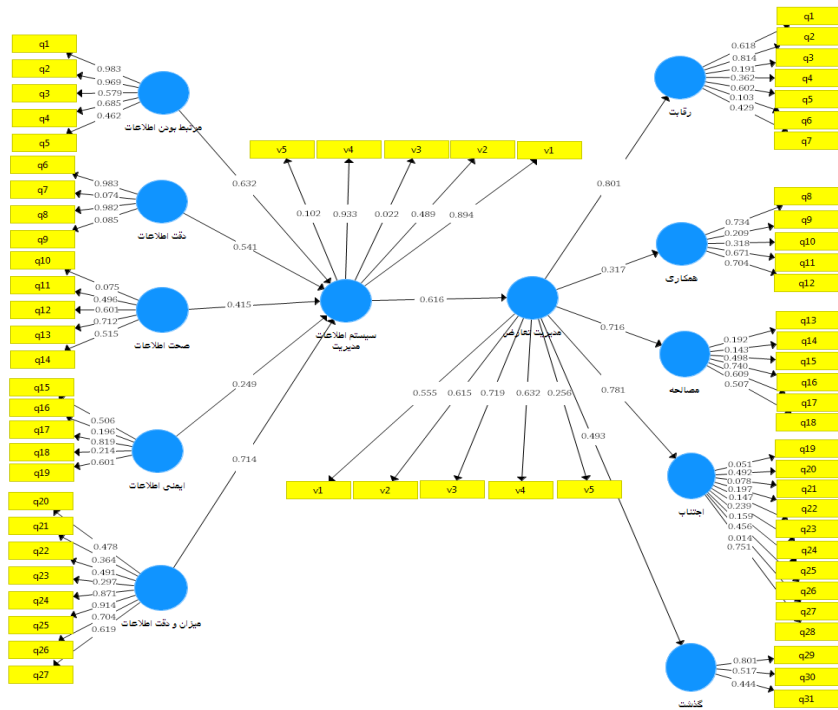 q1
q2
q3
q4
q5
0.983
0.969
0.579
0.685
0.462
مرتبط بودن اطلاعات
q6
q7
q8
q9
0.983
0.074
0.982
0.085
دقت اطلاعات
q10
q11
q12
q13
q14
0.075
0.496
0.601
0.712
0.515
صحت اطلاعات
q15
q16
q17
q18
q19
0.506
0.196
0.819
0.214
0.601
ایمنی اطلاعات
q20
q21
q22
q23
q24
q25
q26
q27
0.478
0.364
0.491
0.297
0.871
0.914
0.704
0.619
میزان و دقت اطلاعات
0.632
0.541
0.415
0.249
0.714
v5
v4
v3
v2
v1
0.102
0.933
0.022
0.489
0.894
سیستم اطلاعات
مدیریت
0.616
مدیریت تعارض
0.555
0.615
0.719
0.632
0.256
v1
v2
v3
v4
v5
0.801
0.317
0.716
0.781
0.493
رقابت
0.618
0.814
0.191
0.362
0.602
0.103
0.429
q1
q2
q3
q4
q5
q6
q7
همکاری
0.734
0.209
0.318
0.671
0.704
q8
q9
q10
q11
q12
مصالحه
0.192
0.143
0.498
0.740
0.609
0.507
q13
q14
q15
q16
q17
q18
اجتناب
0.051
0.492
0.078
0.197
0.147
0.239
0.159
0.456
0.014
0.751
q19
q20
q21
q22
q23
q24
q25
q26
q27
q28
گذشت
0.801
0.517
0.444
q29
q30
q31